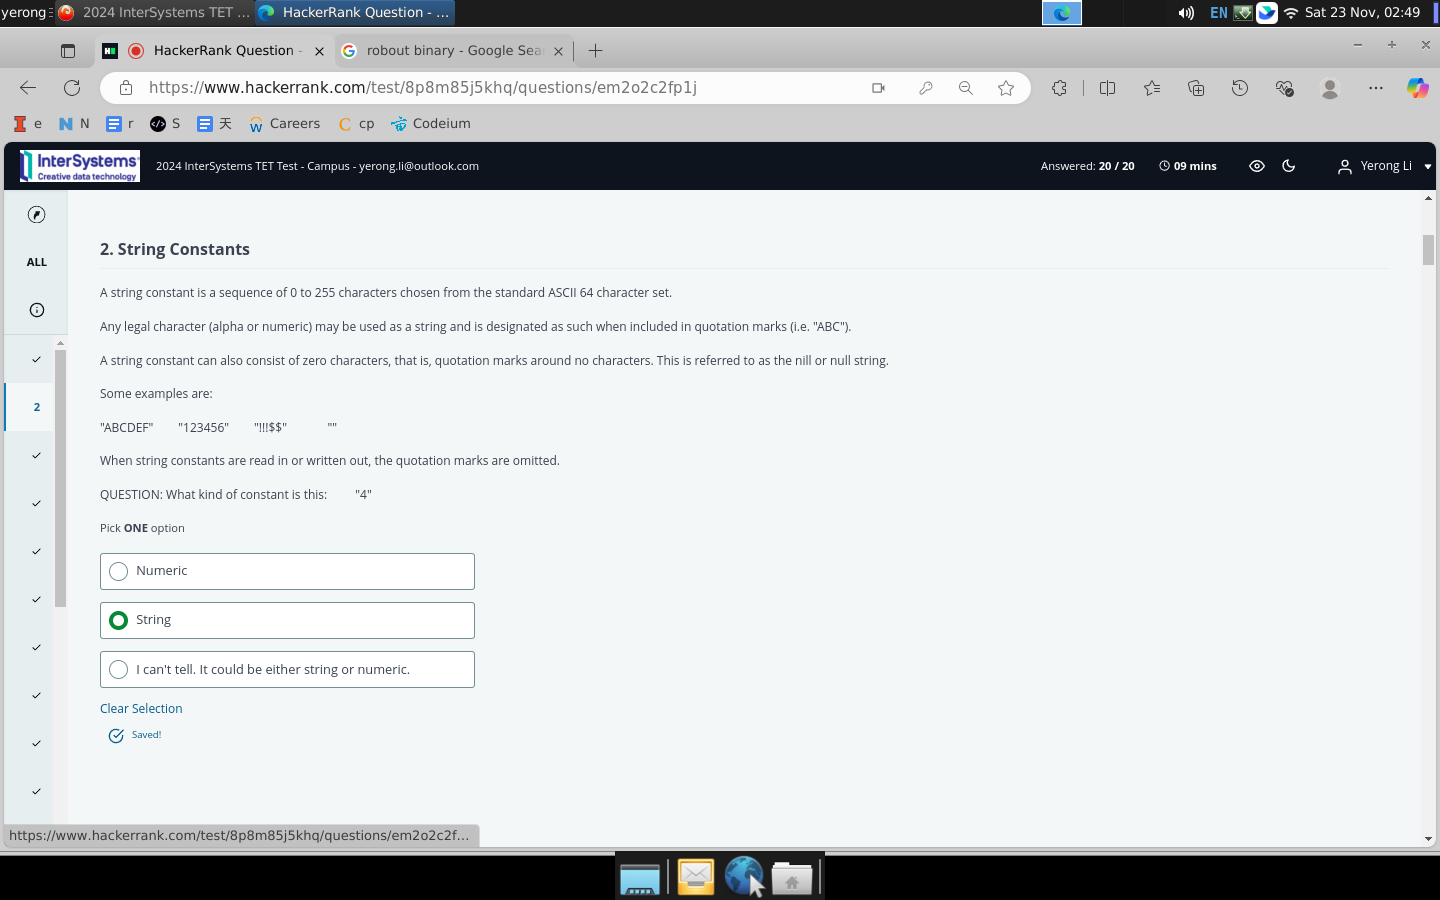 yerong
2024 InterSystems TET ...
HackerRank Question - ...
EN
Sat 23 Nov, 02:49
HackerRank Question -
robout binary - Google Sea
https://www.hackerrank.com/test/8p8m85j5khq/questions/em2o2c2fp1j
e
N
r
S
天
Careers
cp
Codeium
InterSystems
Creative data technology
2024 InterSystems TET Test - Campus - yerong.li@outlook.com
Answered: 20 / 20
09 mins
Yerong Li
ALL
2
2. String Constants
A string constant is a sequence of 0 to 255 characters chosen from the standard ASCII 64 character set.
Any legal character (alpha or numeric) may be used as a string and is designated as such when included in quotation marks (i.e. "ABC").
A string constant can also consist of zero characters, that is, quotation marks around no characters. This is referred to as the nill or null string.
Some examples are:
"ABCDEF" "123456" "!!!$$" ""
When string constants are read in or written out, the quotation marks are omitted.
QUESTION: What kind of constant is this: "4"
Pick ONE option
Numeric
String
I can't tell. It could be either string or numeric.
Clear Selection
Saved!
https://www.hackerrank.com/test/8p8m85j5khq/questions/em2o2c2f...